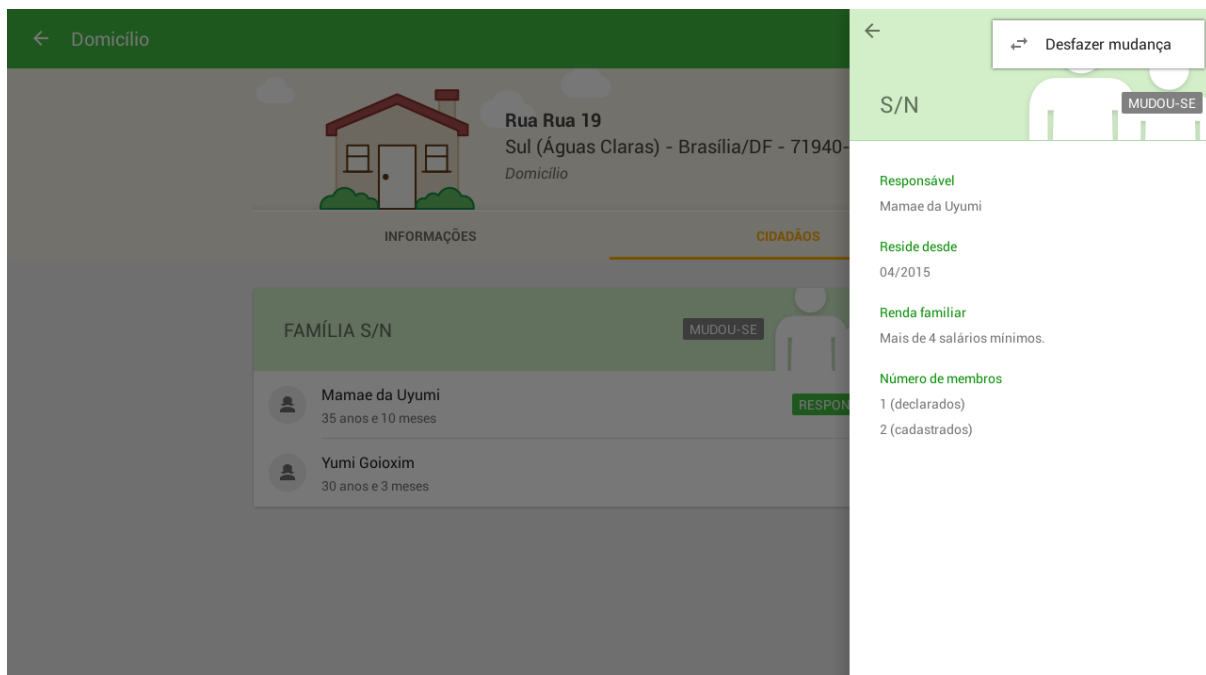 Domicílio
Rua Rua 19
Sul (Águas Claras) - Brasília/DF - 71940-
Domicílio
INFORMAÇÕES
CIDADÃOS
FAMÍLIA S/N
MUDOU-SE
Mamae da Uyumi
35 anos e 10 meses
RESPON
Yumi Goioxim
30 anos e 3 meses
Desfazer mudança
S/N
MUDOU-SE
Responsável
Mamae da Uyumi
Reside desde
04/2015
Renda familiar
Mais de 4 salários mínimos.
Número de membros
1 (declarados)
2 (cadastrados)